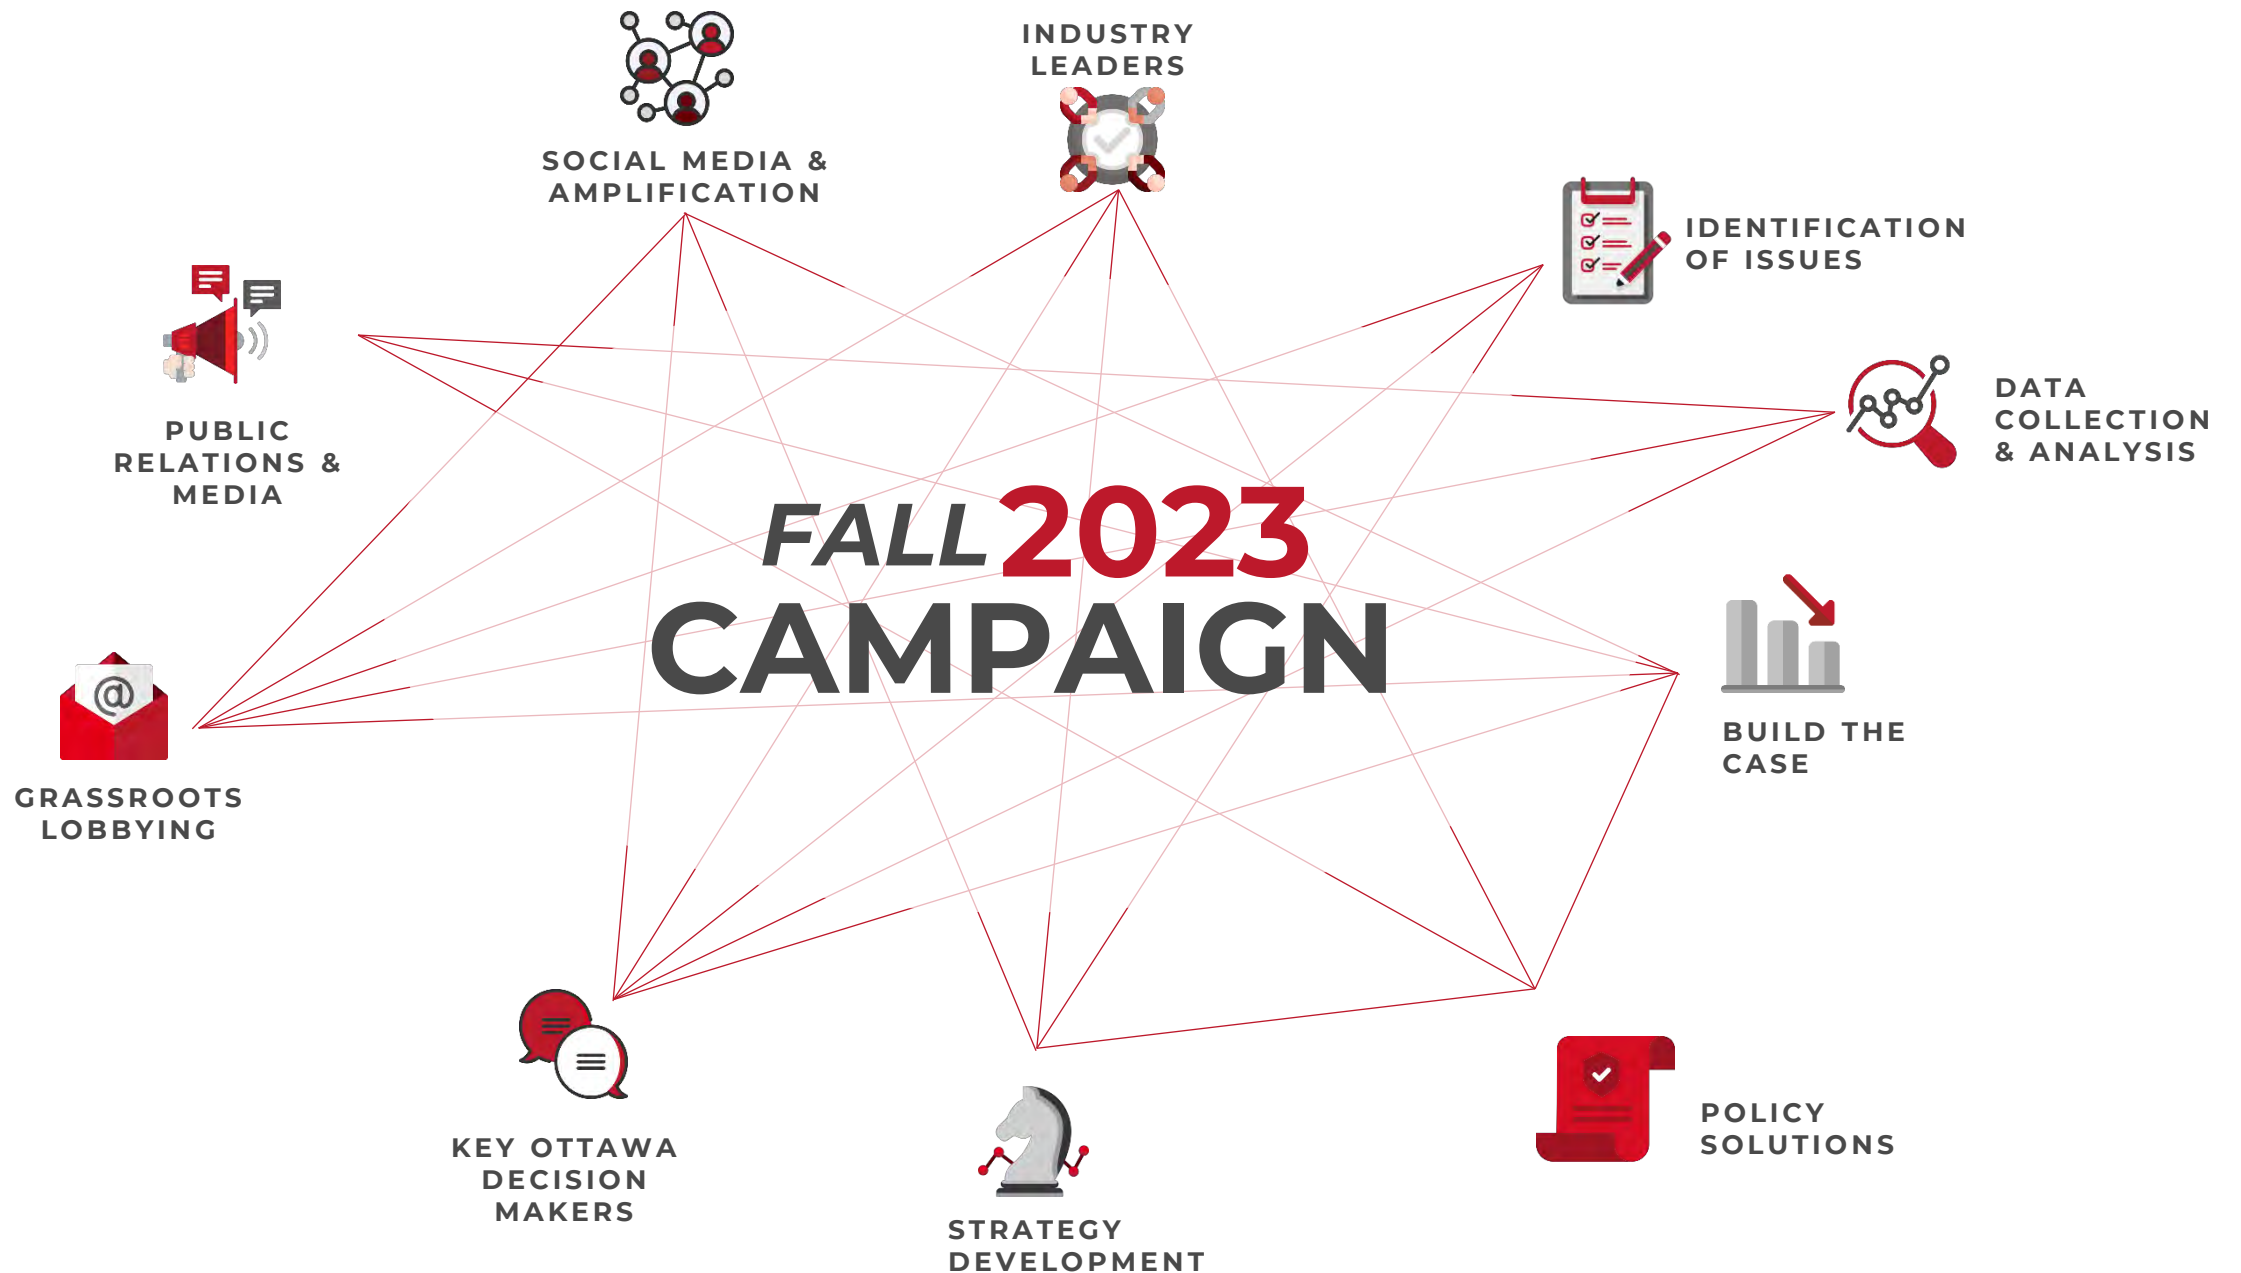 INDUSTRY
LEADERS
SOCIAL MEDIA &
AMPLIFICATION
IDENTIFICATION
OF ISSUES
DATA
COLLECTION
& ANALYSIS
PUBLIC
RELATIONS &
MEDIA
FALL 2023
CAMPAIGN
BUILD THE
CASE
@
GRASSROOTS
LOBBYING
POLICY
SOLUTIONS
KEY OTTAWA
DECISION
MAKERS
STRATEGY
DEVELOPMENT